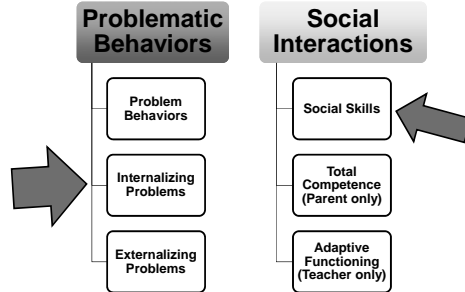 Problematic
Behaviors
Problem
Behaviors
Internalizing
Problems
Externalizing
Problems
Social
Interactions
Social Skills
Total
Competence
(Parent only)
Adaptive
Functioning
(Teacher only)